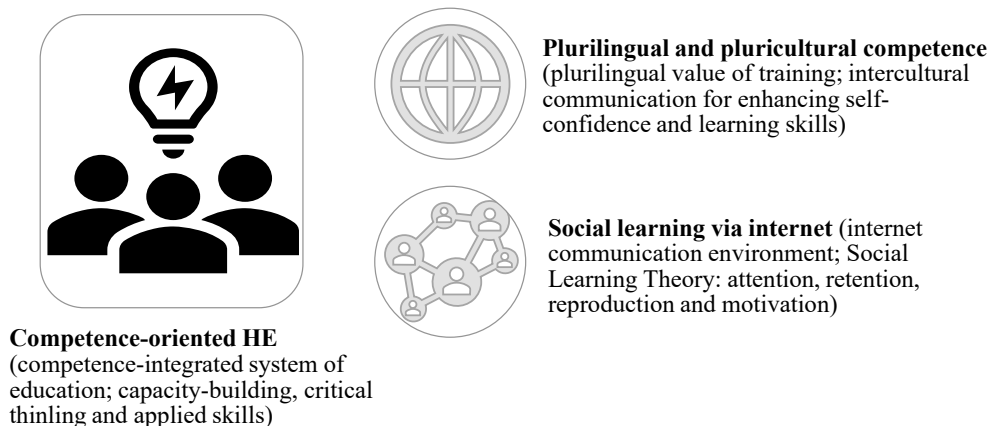 Plurilingual and pluricultural competence
(plurilingual value of training; intercultural
communication for enhancing self-
confidence and learning skills)
Social learning via internet (internet
communication environment; Social
Learning Theory: attention, retention,
reproduction and motivation)
Competence-oriented HE
(competence-integrated system of
education; capacity-building, critical
thinling and applied skills)